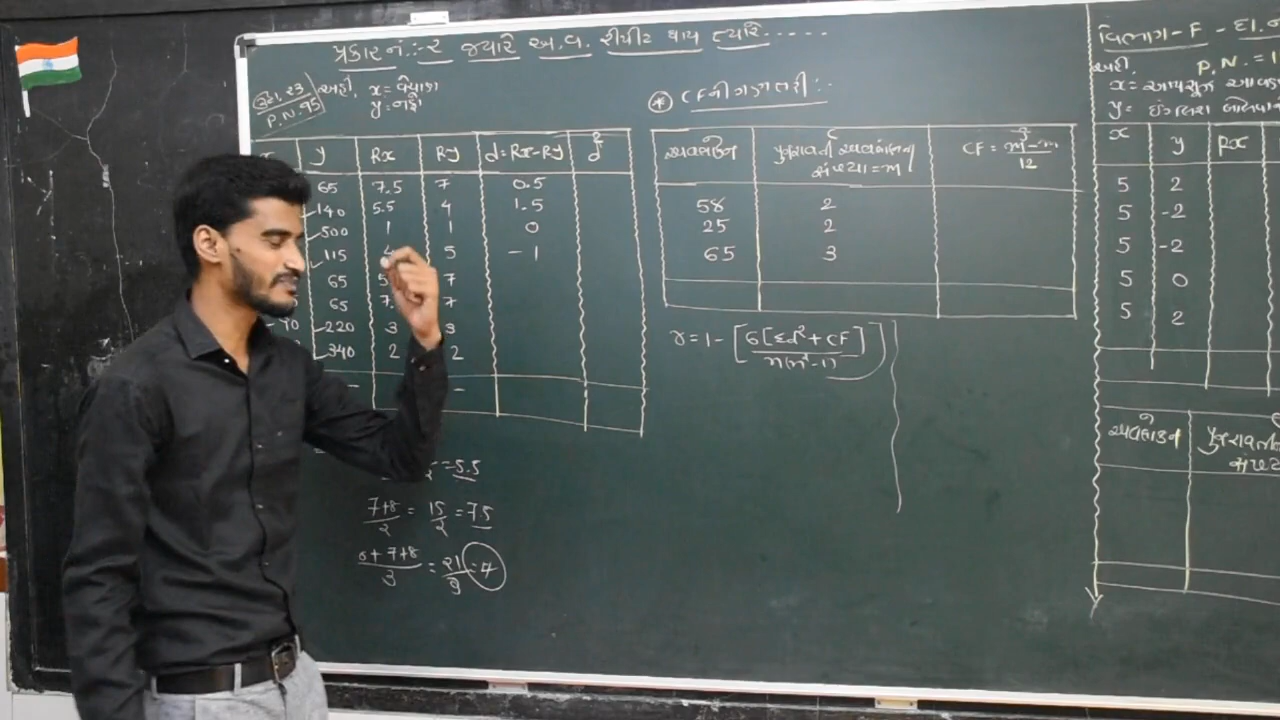 પ્રકાર નં.:- ૨ જ્યારે અ.વ. રીપીટ થાય ત્યારે.....
ઉદા. ૨૩
P.N. 95
અહીં, x =
y = નફો
y Rx Ry d=Rx-Ry d²
65 7.5 7 0.5
140 5.5 4 1.5
500 1 1 0
115 5 -1
65 7
65 7. 7
220 3 3
340 2 2
- -
=5.5
7+8/2 = 15/2 = 7.5
6+7+8/3 = 21/3 = 7
* CF ની ગણતરી :-
અવલોકન પુનરાવર્તી અવલોકનની સંખ્યા = m CF = m³-m/12
58 2
25 2
65 3
r = 1 - [6[Σd²+CF]/n(n²-1)]
વિભાગ - F - દા.નં
અહીં, P.N. = 1
x =
y = ઇંગ્લિશ
x y Rx
5 2
5 -2
5 -2
5 0
5 2
અવલોકન